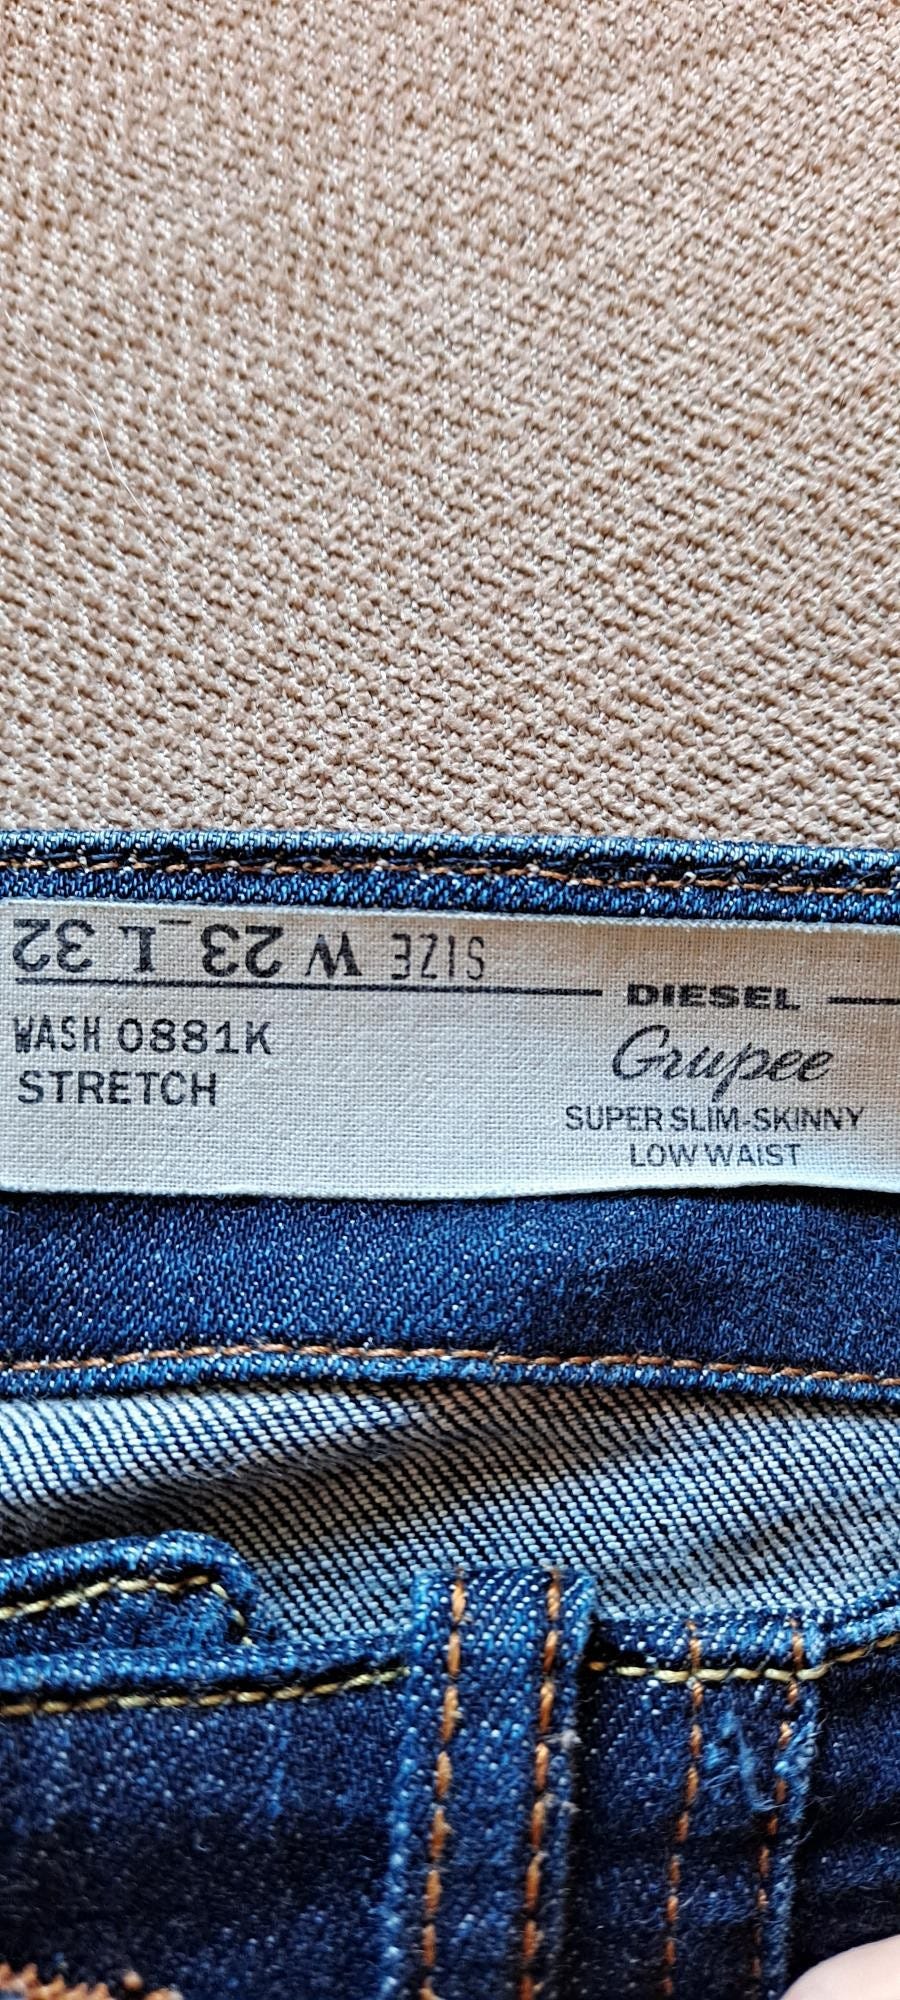 SIZE W 23 L 32
DIESEL
WASH 0881K
Grupee
STRETCH
SUPER SLIM-SKINNY
LOW WAIST